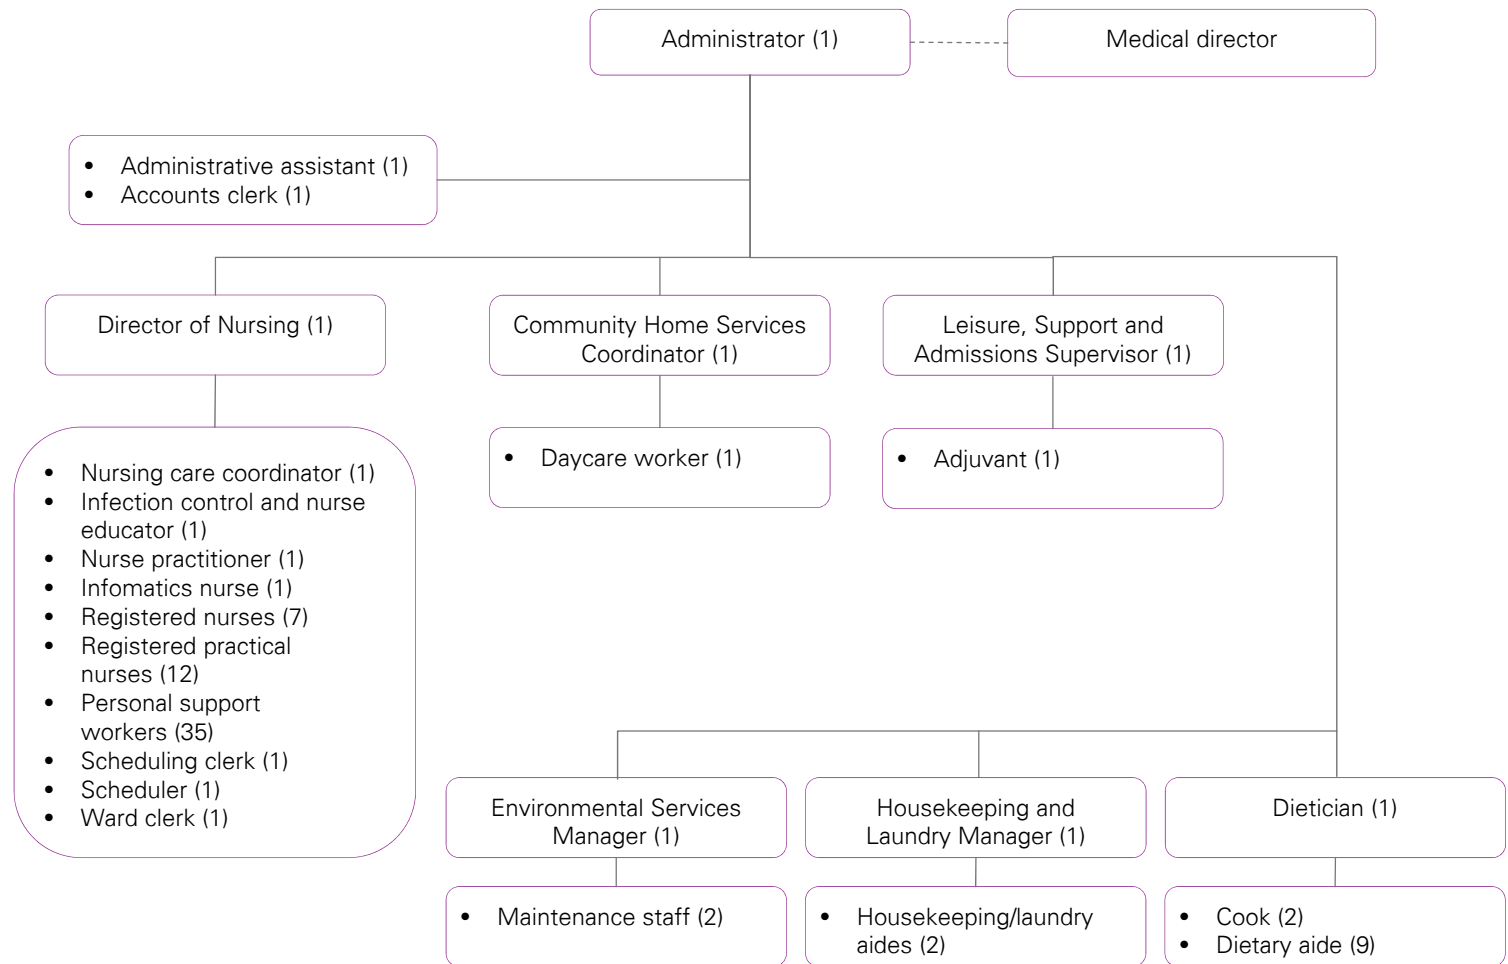 Administrator (1)
Medical director
• Administrative assistant (1)
• Accounts clerk (1)
Director of Nursing (1)
Community Home Services
Coordinator (1)
Leisure, Support and
Admissions Supervisor (1)
• Nursing care coordinator (1)
• Infection control and nurse
educator (1)
• Nurse practitioner (1)
• Infomatics nurse (1)
• Registered nurses (7)
• Registered practical
nurses (12)
• Personal support
workers (35)
• Scheduling clerk (1)
• Scheduler (1)
• Ward clerk (1)
• Daycare worker (1)
• Adjuvant (1)
Environmental Services
Manager (1)
Housekeeping and
Laundry Manager (1)
Dietician (1)
• Maintenance staff (2)
• Housekeeping/laundry
aides (2)
• Cook (2)
• Dietary aide (9)